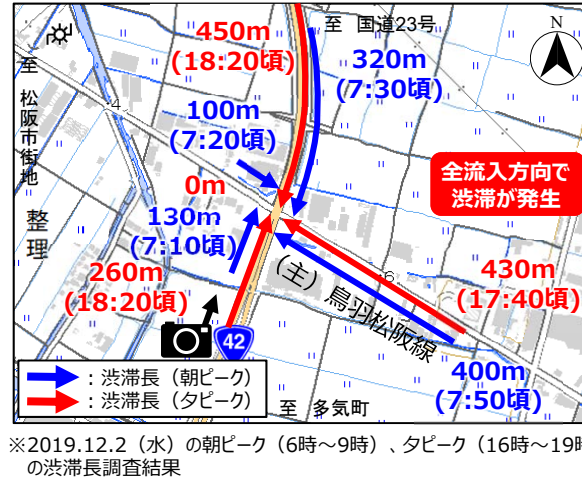 450m
(18:20頃)
至 国道23号
N
320m
(7:30頃)
至 松阪市街地
4
100m
(7:20頃)
全流入方向で
渋滞が発生
0m
整理
130m
(7:10頃)
260m
(18:20頃)
(主)鳥羽松阪線
6
430m
(17:40頃)
42
400m
(7:50頃)
：渋滞長（朝ピーク）
：渋滞長（夕ピーク）
至 多気町
※2019.12.2（水）の朝ピーク（6時～9時）、夕ピーク（16時～19時
の渋滞長調査結果